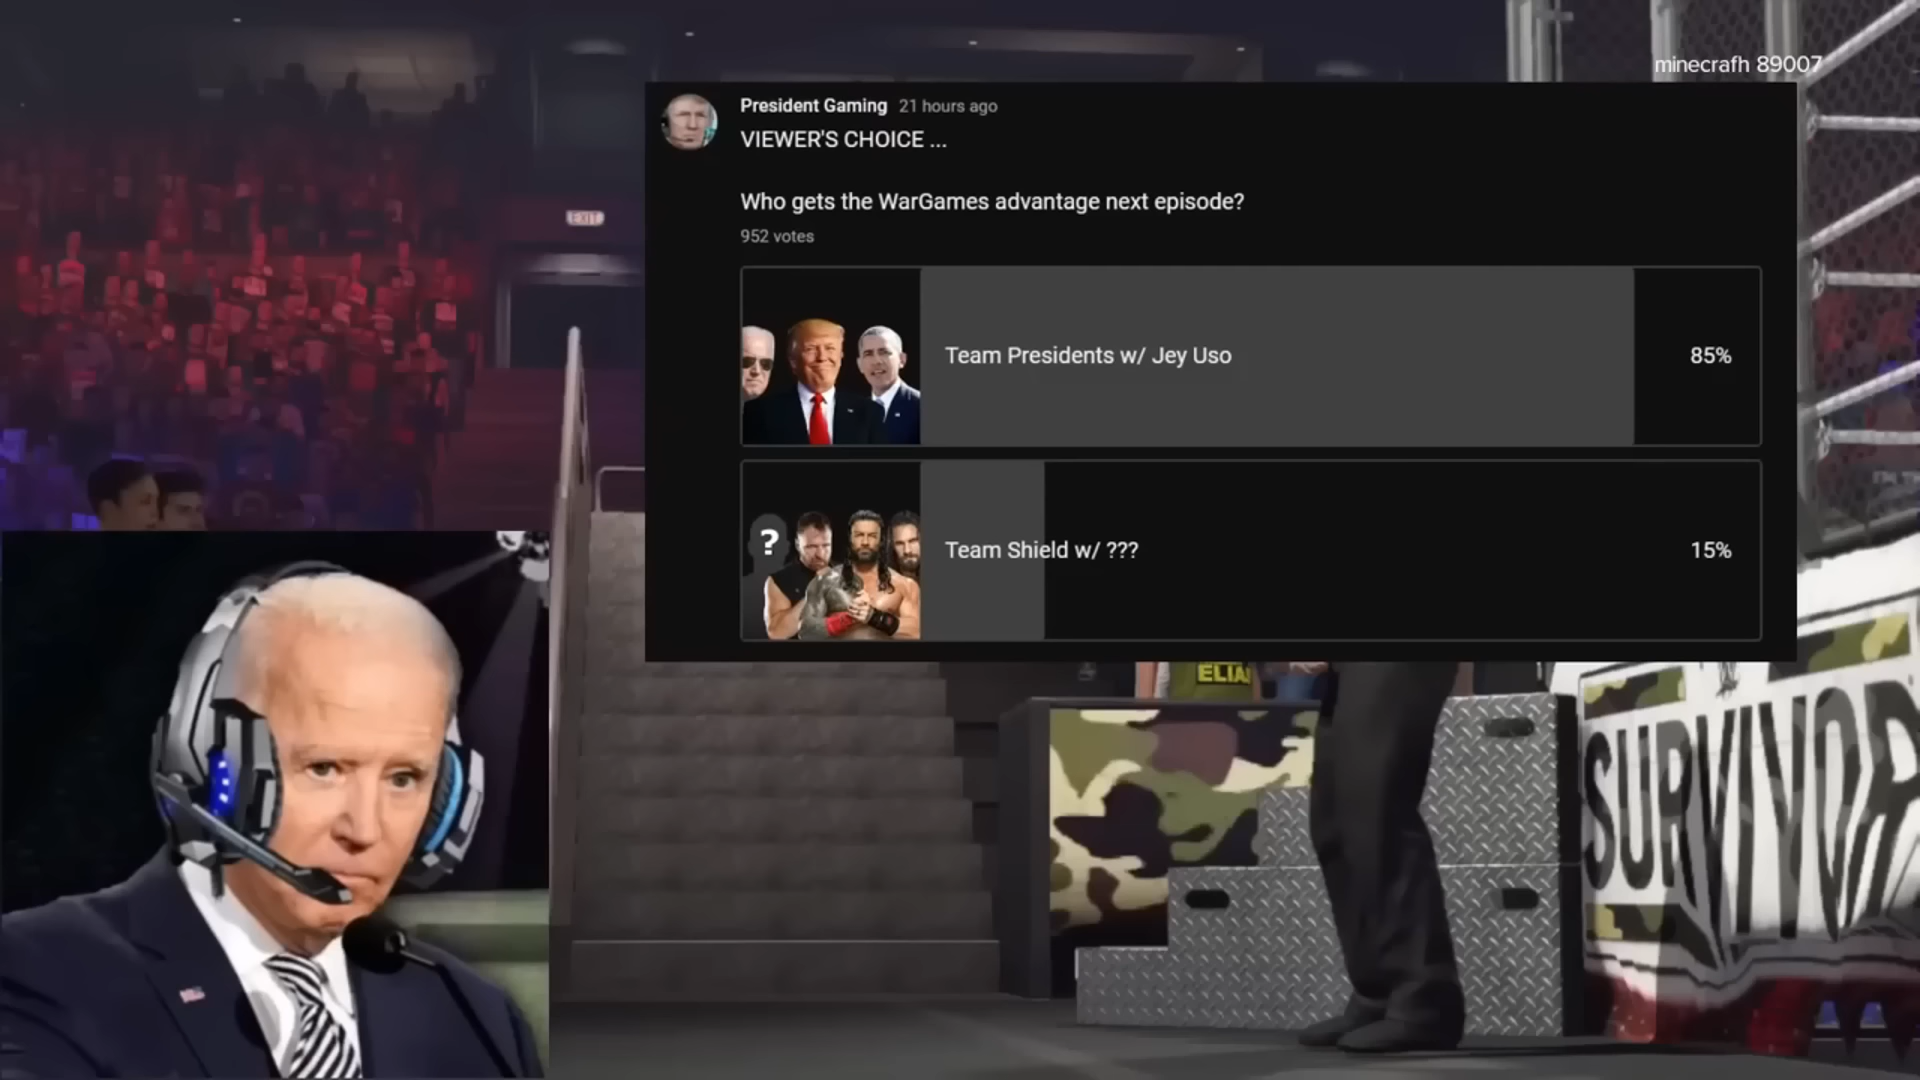 minecrafh 89007
President Gaming 21 hours ago
VIEWER'S CHOICE ...
Who gets the WarGames advantage next episode?
952 votes
EXIT
Team Presidents w/ Jey Uso 85%
?
Team Shield w/ ??? 15%
ELIA
SURVIVOR